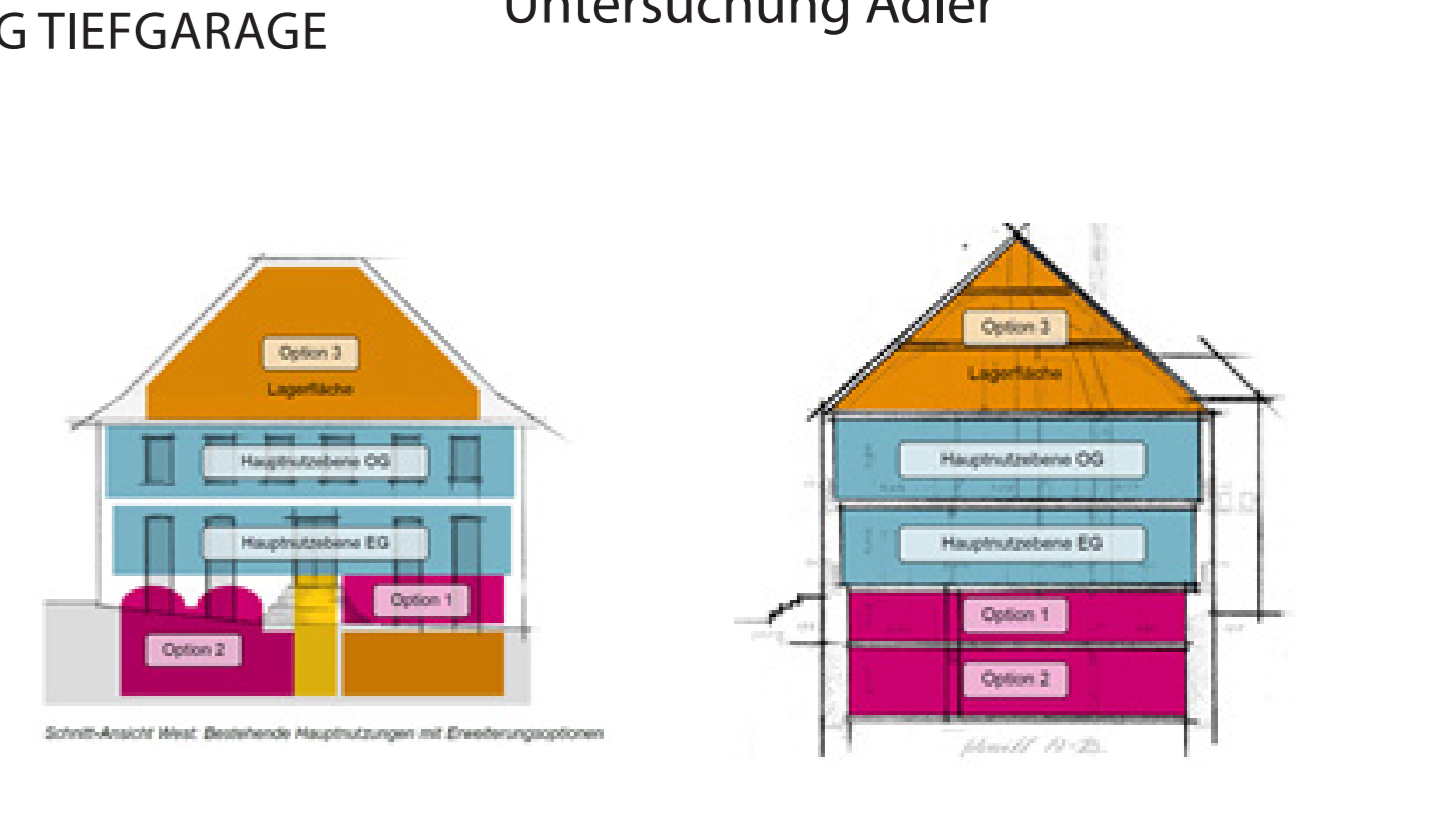 G TIEFGARAGE
Untersuchung Adler
Option 3
Lagerfläche
Hauptnutzebene OG
Hauptnutzebene EG
Option 1
Option 2
Schnitt-Ansicht West: Bestehende Hauptnutzungen mit Erweiterungsoptionen
Option 3
Lagerfläche
Hauptnutzebene OG
Hauptnutzebene EG
Option 1
Option 2
Schnitt A-B.